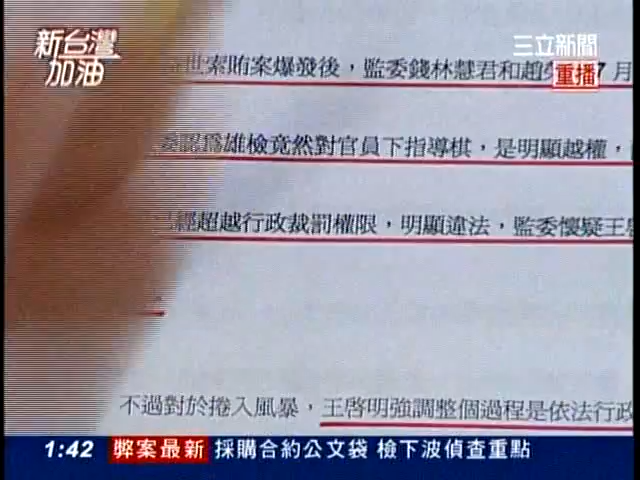 新台灣
加油
三立新聞
重播
世索賄案爆發後，監委錢林慧君和趙 7月
認爲雄檢竟然對官員下指導棋，是明顯越權，
經超越行政裁罰權限，明顯違法，監委懷疑王啓
不過對於捲入風暴，王啓明強調整個過程是依法行政
1:42 弊案最新 採購合約公文袋 檢下波偵查重點